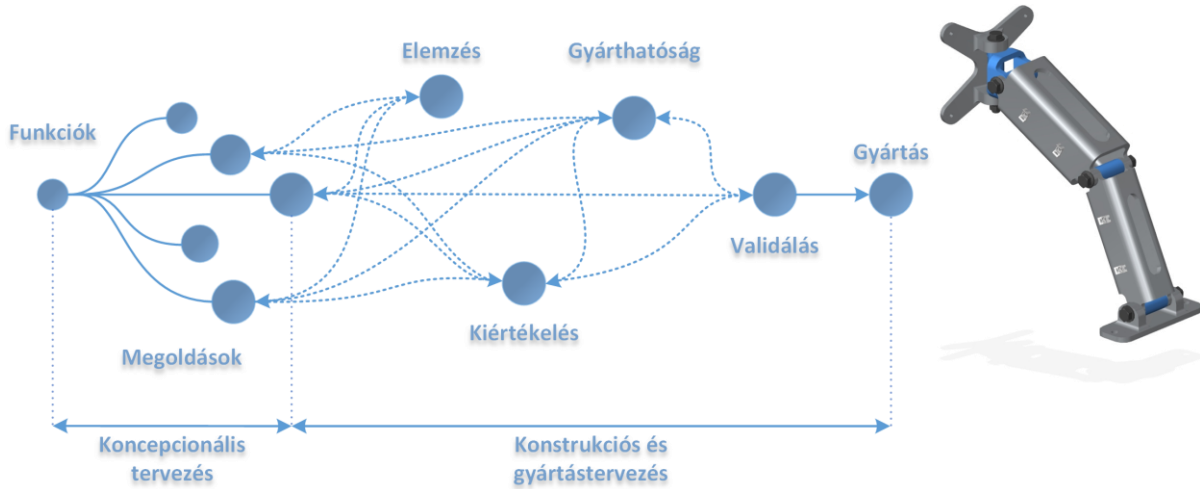 Elemzés
Gyárthatóság
Funkciók
Gyártás
Validálás
Kiértékelés
Megoldások
Koncepcionális
tervezés
Konstrukciós és
gyártástervezés